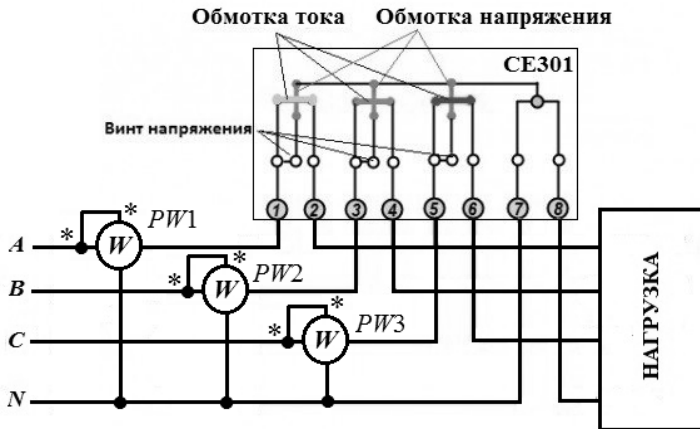 Обмотка тока Обмотка напряжения
CE301
Винт напряжения
1 2 3 4 5 6 7 8
* * PW1
A W
* * PW2
B W
* * PW3
C W
N
НАГРУЗКА